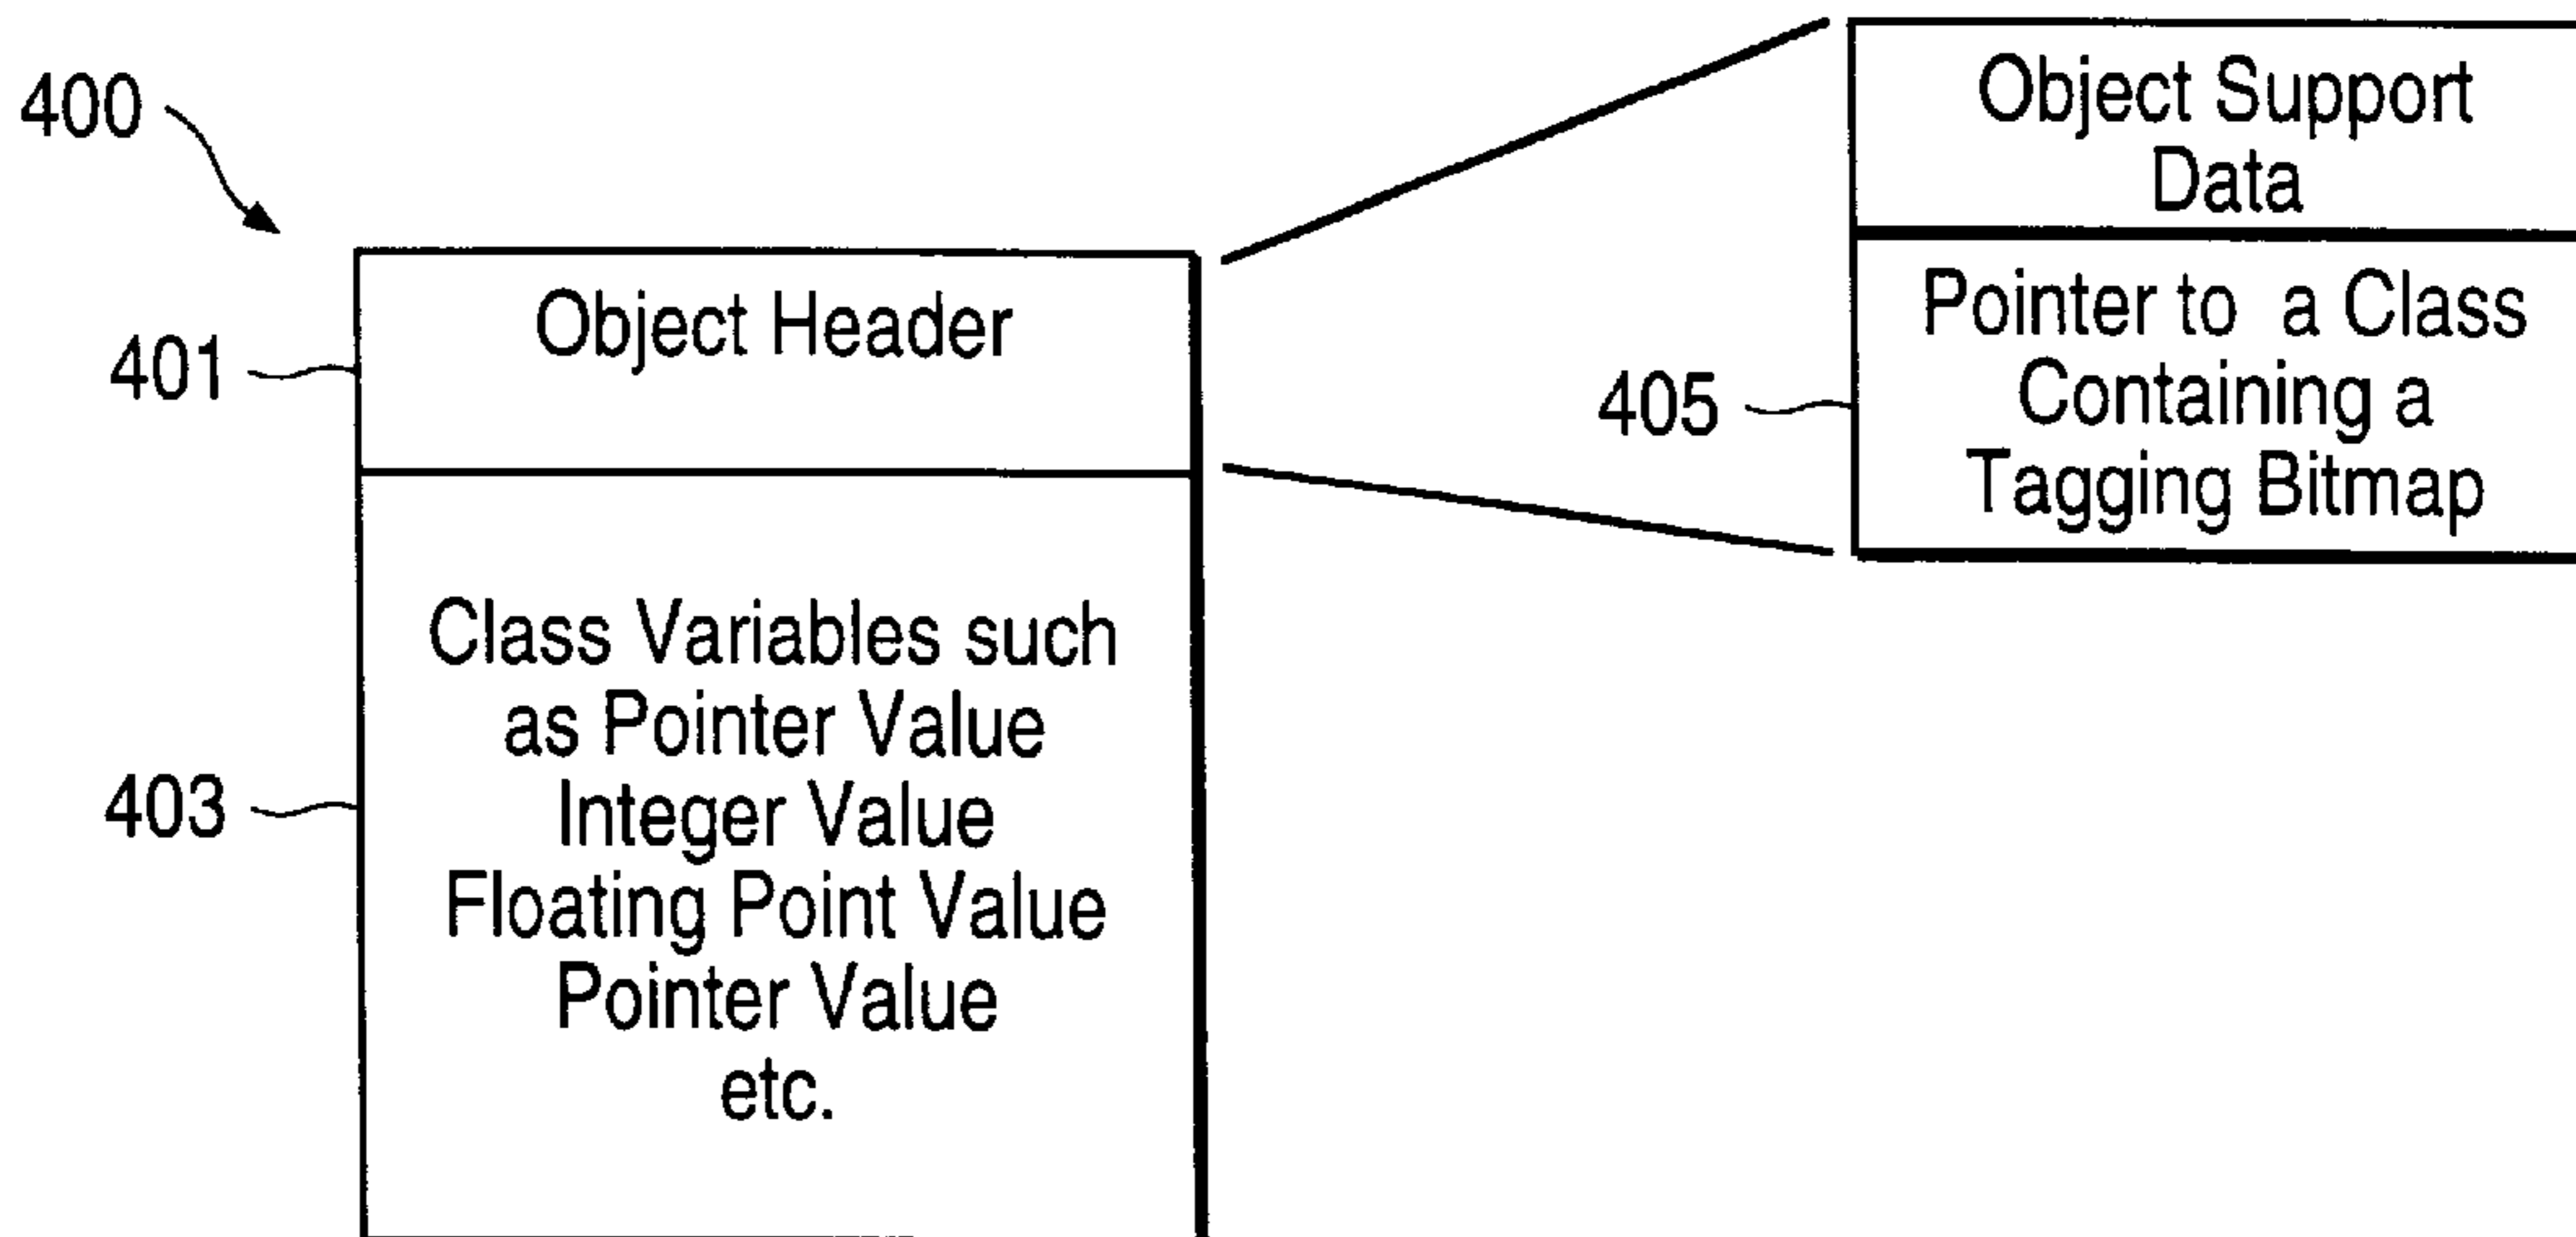 400
401
Object Header
403
Class Variables such
as Pointer Value
Integer Value
Floating Point Value
Pointer Value
etc.
Object Support
Data
405
Pointer to a Class
Containing a
Tagging Bitmap